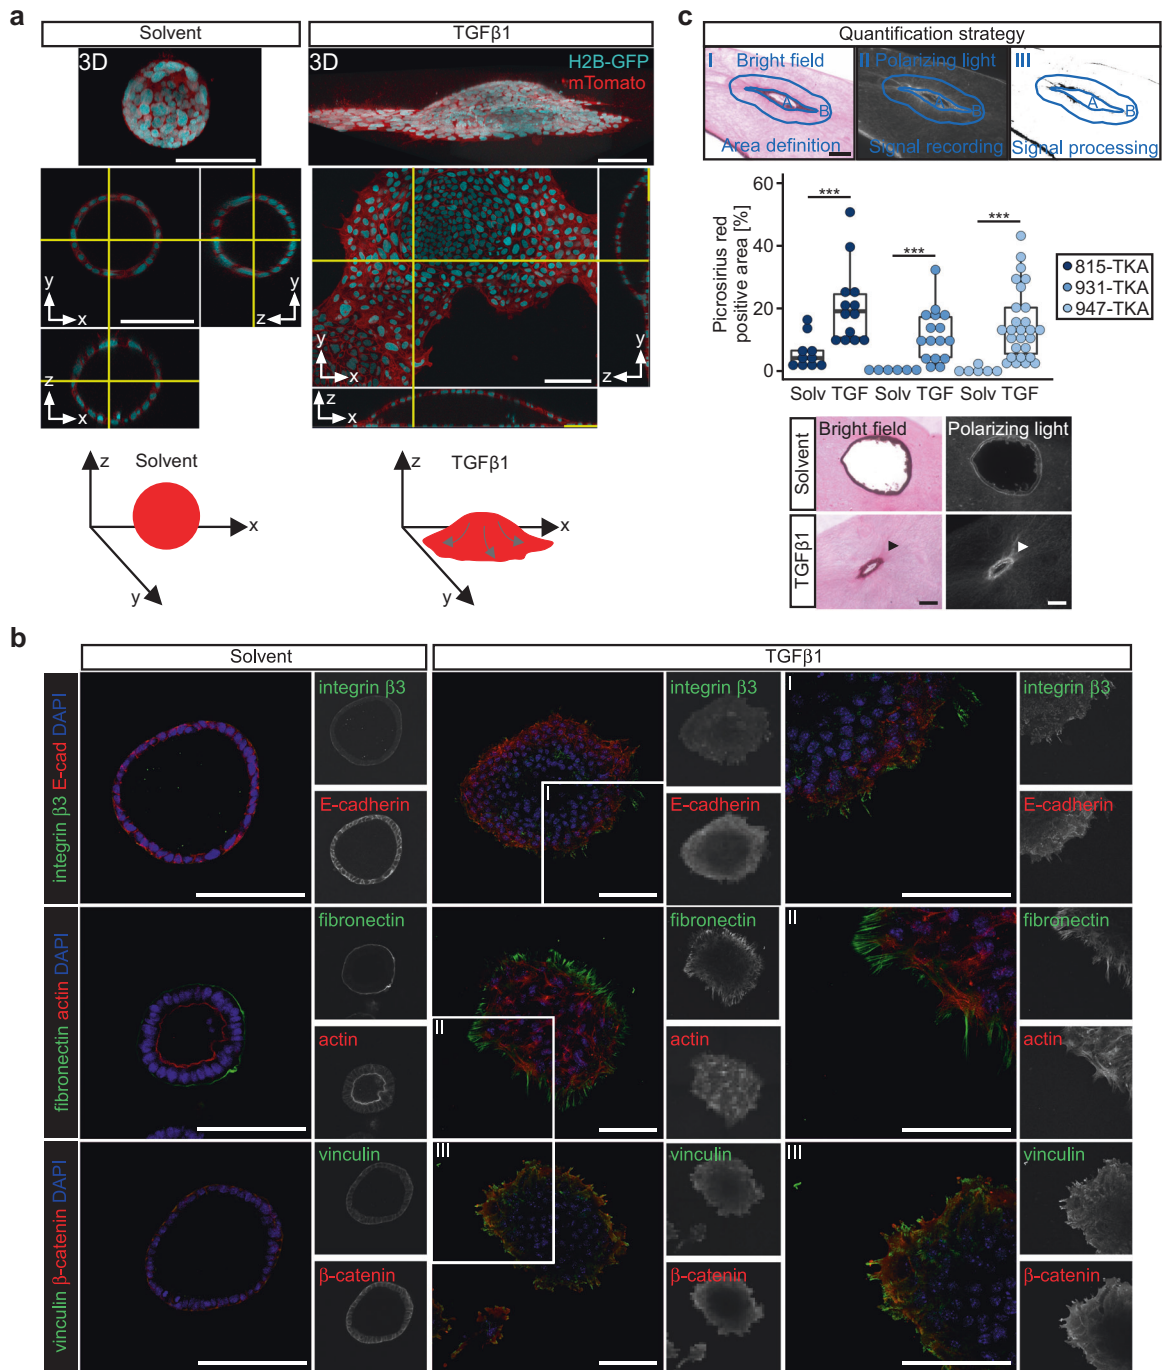 a
Solvent
TGFβ1
3D
3D
H2B-GFP
mTomato
y
x
y
z
z
x
y
x
y
z
z
x
z
Solvent
x
y
z
TGFβ1
x
y
c
Quantification strategy
I Bright field
A
B
Area definition
II Polarizing light
A
B
Signal recording
III
A
B
Signal processing
Picrosirius red
positive area [%]
60
40
20
0
***
***
***
Solv TGF Solv TGF Solv TGF
815-TKA
931-TKA
947-TKA
Bright field
Polarizing light
Solvent
TGFβ1
b
Solvent
TGFβ1
integrin β3 E-cad DAPI
integrin β3
E-cadherin
I
integrin β3
E-cadherin
I
integrin β3
E-cadherin
fibronectin actin DAPI
fibronectin
actin
II
fibronectin
actin
II
fibronectin
actin
vinculin β-catenin DAPI
vinculin
β-catenin
III
vinculin
β-catenin
III
vinculin
β-catenin